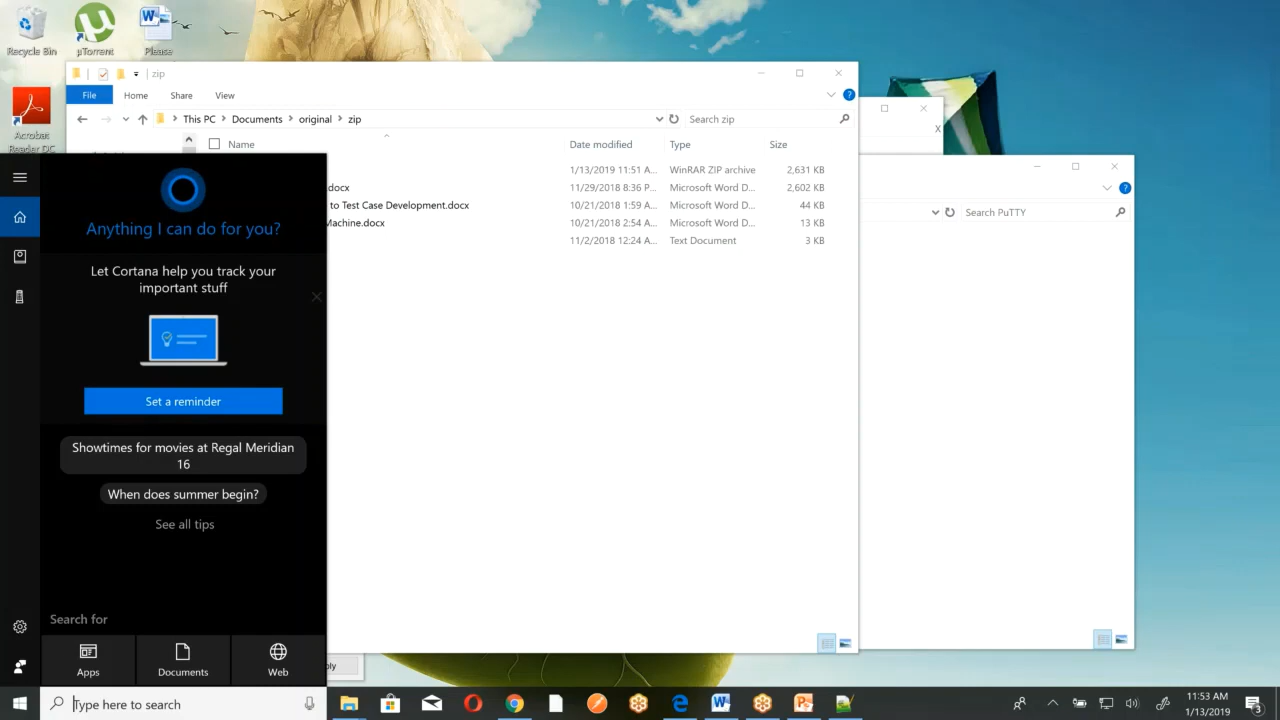 Recycle Bin
µTorrent
Please
Acrobat
Reader DC
zip
File
Home
Share
View
This PC
Documents
original
zip
Search zip
Name
Date modified
Type
Size
1/13/2019 11:51 A...
WinRAR ZIP archive
2,631 KB
.docx
11/29/2018 8:36 P...
Microsoft Word D...
2,602 KB
to Test Case Development.docx
10/21/2018 1:59 A...
Microsoft Word D...
44 KB
Machine.docx
10/21/2018 2:54 A...
Microsoft Word D...
13 KB
11/2/2018 12:24 A...
Text Document
3 KB
X
Search PuTTY
Anything I can do for you?
Let Cortana help you track your
important stuff
Set a reminder
Showtimes for movies at Regal Meridian
16
When does summer begin?
See all tips
Search for
Apps
Documents
Web
ply
Type here to search
11:53 AM
1/13/2019
3